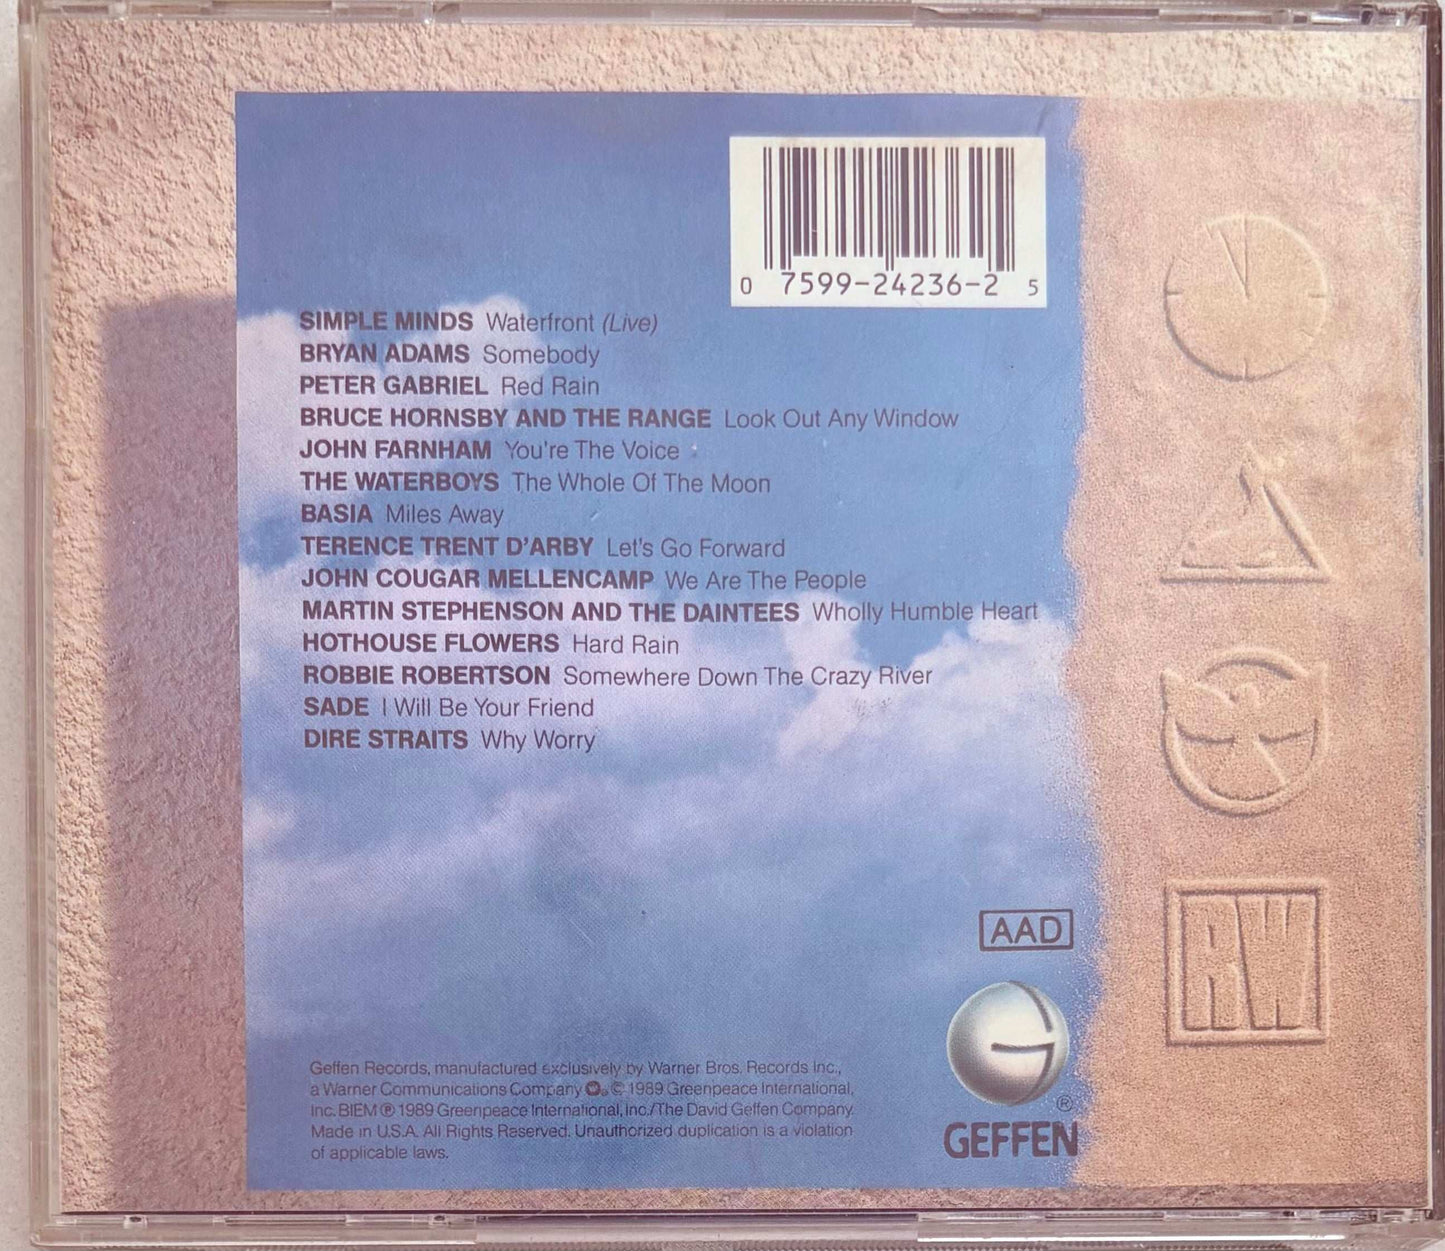 0 7599-24236-2 5
SIMPLE MINDS Waterfront (Live)
BRYAN ADAMS Somebody
PETER GABRIEL Red Rain
BRUCE HORNSBY AND THE RANGE Look Out Any Window
JOHN FARNHAM You're The Voice
THE WATERBOYS The Whole Of The Moon
BASIA Miles Away
TERENCE TRENT D'ARBY Let's Go Forward
JOHN COUGAR MELLENCAMP We Are The People
MARTIN STEPHENSON AND THE DAINTEES Wholly Humble Heart
HOTHOUSE FLOWERS Hard Rain
ROBBIE ROBERTSON Somewhere Down The Crazy River
SADE I Will Be Your Friend
DIRE STRAITS Why Worry
RW
AAD
G
®
GEFFEN
Geffen Records, manufactured exclusively by Warner Bros. Records Inc.,
a Warner Communications Company. © 1989 Greenpeace International,
Inc. BIEM ℗ 1989 Greenpeace International, Inc./The David Geffen Company.
Made in U.S.A. All Rights Reserved. Unauthorized duplication is a violation
of applicable laws.